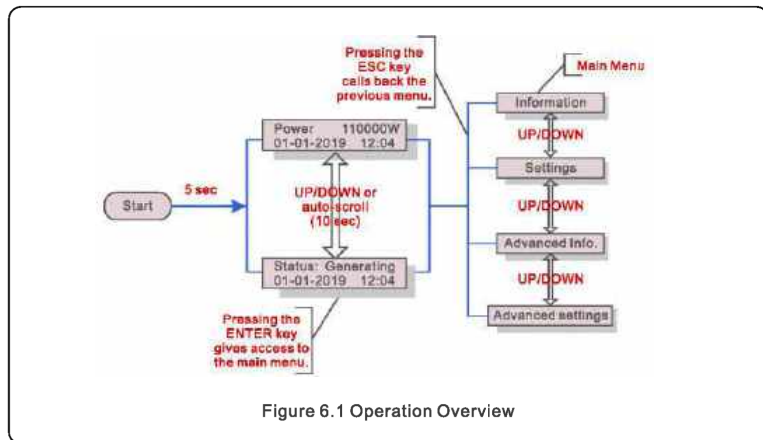 Pressing the
ESC key
calls back the
previous menu.
Main Menu
Information
Power 110000W
01-01-2019 12:04
UP/DOWN
Settings
5 sec
Start
UP/DOWN or
auto-scroll
(10 sec)
UP/DOWN
Advanced Info.
Status: Generating
01-01-2019 12:04
UP/DOWN
Pressing the
ENTER key
gives access to
the main menu.
Advanced settings
Figure 6.1 Operation Overview